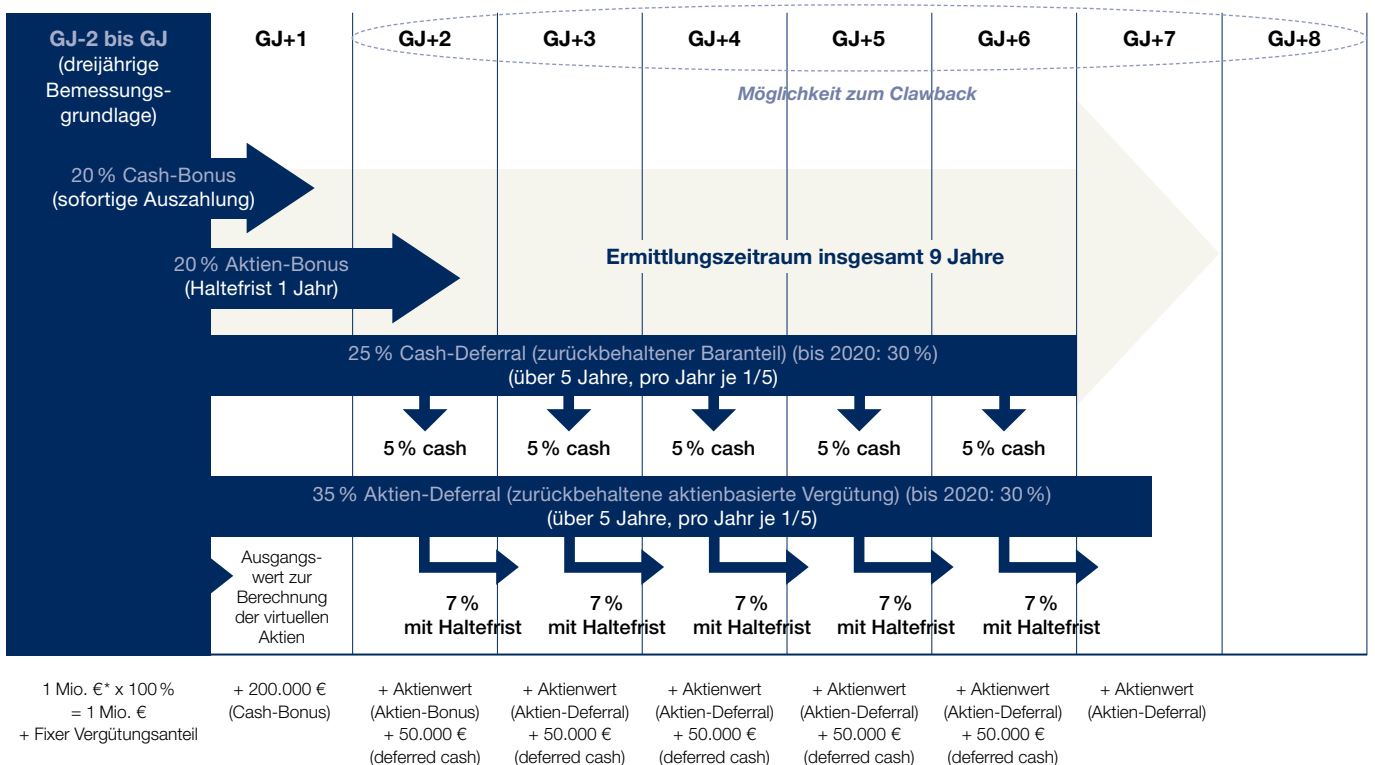 GJ-2 bis GJ
(dreijährige
Bemessungs-
grundlage)
GJ+1
GJ+2
GJ+3
GJ+4
GJ+5
GJ+6
GJ+7
GJ+8
Möglichkeit zum Clawback
20 % Cash-Bonus
(sofortige Auszahlung)
20 % Aktien-Bonus
(Haltefrist 1 Jahr)
Ermittlungszeitraum insgesamt 9 Jahre
25 % Cash-Deferral (zurückbehaltener Baranteil) (bis 2020: 30 %)
(über 5 Jahre, pro Jahr je 1/5)
5 % cash
5 % cash
5 % cash
5 % cash
5 % cash
35 % Aktien-Deferral (zurückbehaltene aktienbasierte Vergütung) (bis 2020: 30 %)
(über 5 Jahre, pro Jahr je 1/5)
Ausgangs-
wert zur
Berechnung
der virtuellen
Aktien
7 %
mit Haltefrist
7 %
mit Haltefrist
7 %
mit Haltefrist
7 %
mit Haltefrist
7 %
mit Haltefrist
1 Mio. €* x 100 %
= 1 Mio. €
+ Fixer Vergütungsanteil
+ 200.000 €
(Cash-Bonus)
+ Aktienwert
(Aktien-Bonus)
+ 50.000 €
(deferred cash)
+ Aktienwert
(Aktien-Deferral)
+ 50.000 €
(deferred cash)
+ Aktienwert
(Aktien-Deferral)
+ 50.000 €
(deferred cash)
+ Aktienwert
(Aktien-Deferral)
+ 50.000 €
(deferred cash)
+ Aktienwert
(Aktien-Deferral)
+ 50.000 €
(deferred cash)
+ Aktienwert
(Aktien-Deferral)